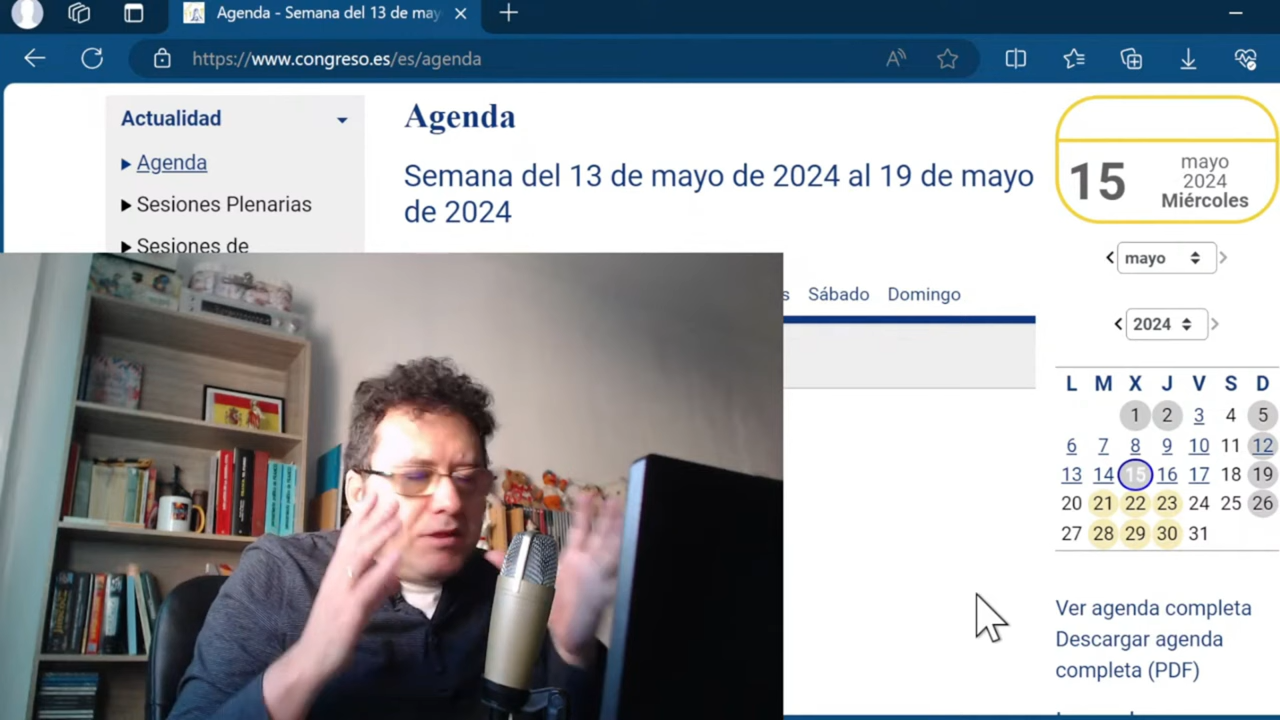 Agenda - Semana del 13 de may
https://www.congreso.es/es/agenda
Actualidad
Agenda
Sesiones Plenarias
Sesiones de
Agenda
Semana del 13 de mayo de 2024 al 19 de mayo
de 2024
s Sábado Domingo
15
mayo
2024
Miércoles
mayo
2024
L M X J V S D
1 2 3 4 5
6 7 8 9 10 11 12
13 14 15 16 17 18 19
20 21 22 23 24 25 26
27 28 29 30 31
Ver agenda completa
Descargar agenda
completa (PDF)